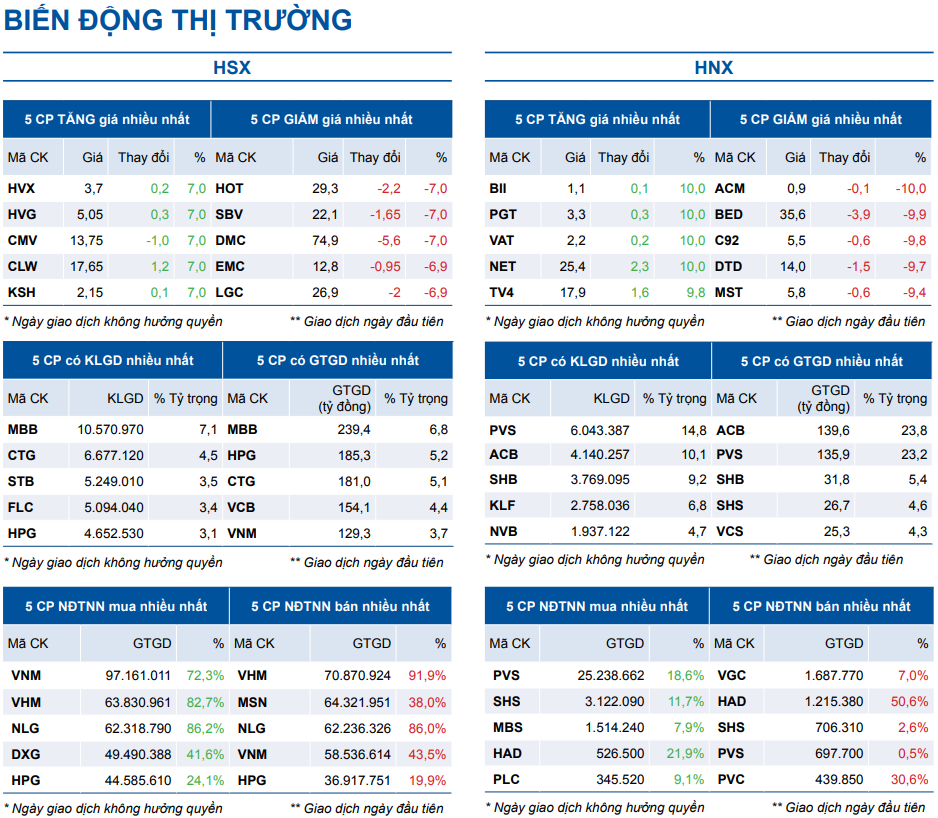 BIẾN ĐỘNG THỊ TRƯỜNG
HSX
5 CP TĂNG giá nhiều nhất 5 CP GIẢM giá nhiều nhất
Mã CK Giá Thay đổi % Mã CK Giá Thay đổi %
HVX 3,7 0,2 7,0 HOT 29,3 -2,2 -7,0
HVG 5,05 0,3 7,0 SBV 22,1 -1,65 -7,0
CMV 13,75 -1,0 7,0 DMC 74,9 -5,6 -7,0
CLW 17,65 1,2 7,0 EMC 12,8 -0,95 -6,9
KSH 2,15 0,1 7,0 LGC 26,9 -2 -6,9
* Ngày giao dịch không hưởng quyền ** Giao dịch ngày đầu tiên
5 CP có KLGD nhiều nhất 5 CP có GTGD nhiều nhất
Mã CK KLGD % Tỷ trọng Mã CK GTGD (tỷ đồng) % Tỷ trọng
MBB 10.570.970 7,1 MBB 239,4 6,8
CTG 6.677.120 4,5 HPG 185,3 5,2
STB 5.249.010 3,5 CTG 181,0 5,1
FLC 5.094.040 3,4 VCB 154,1 4,4
HPG 4.652.530 3,1 VNM 129,3 3,7
* Ngày giao dịch không hưởng quyền ** Giao dịch ngày đầu tiên
5 CP NĐTNN mua nhiều nhất 5 CP NĐTNN bán nhiều nhất
Mã CK GTGD % Mã CK GTGD %
VNM 97.161.011 72,3% VHM 70.870.924 91,9%
VHM 63.830.961 82,7% MSN 64.321.951 38,0%
NLG 62.318.790 86,2% NLG 62.236.326 86,0%
DXG 49.490.388 41,6% VNM 58.536.614 43,5%
HPG 44.585.610 24,1% HPG 36.917.751 19,9%
* Ngày giao dịch không hưởng quyền ** Giao dịch ngày đầu tiên
HNX
5 CP TĂNG giá nhiều nhất 5 CP GIẢM giá nhiều nhất
Mã CK Giá Thay đổi % Mã CK Giá Thay đổi %
BII 1,1 0,1 10,0 ACM 0,9 -0,1 -10,0
PGT 3,3 0,3 10,0 BED 35,6 -3,9 -9,9
VAT 2,2 0,2 10,0 C92 5,5 -0,6 -9,8
NET 25,4 2,3 10,0 DTD 14,0 -1,5 -9,7
TV4 17,9 1,6 9,8 MST 5,8 -0,6 -9,4
* Ngày giao dịch không hưởng quyền ** Giao dịch ngày đầu tiên
5 CP có KLGD nhiều nhất 5 CP có GTGD nhiều nhất
Mã CK KLGD % Tỷ trọng Mã CK GTGD (tỷ đồng) % Tỷ trọng
PVS 6.043.387 14,8 ACB 139,6 23,8
ACB 4.140.257 10,1 PVS 135,9 23,2
SHB 3.769.095 9,2 SHB 31,8 5,4
KLF 2.758.036 6,8 SHS 26,7 4,6
NVB 1.937.122 4,7 VCS 25,3 4,3
* Ngày giao dịch không hưởng quyền ** Giao dịch ngày đầu tiên
5 CP NĐTNN mua nhiều nhất 5 CP NĐTNN bán nhiều nhất
Mã CK GTGD % Mã CK GTGD %
PVS 25.238.662 18,6% VGC 1.687.770 7,0%
SHS 3.122.090 11,7% HAD 1.215.380 50,6%
MBS 1.514.240 7,9% SHS 706.310 2,6%
HAD 526.500 21,9% PVS 697.700 0,5%
PLC 345.520 9,1% PVC 439.850 30,6%
* Ngày giao dịch không hưởng quyền ** Giao dịch ngày đầu tiên